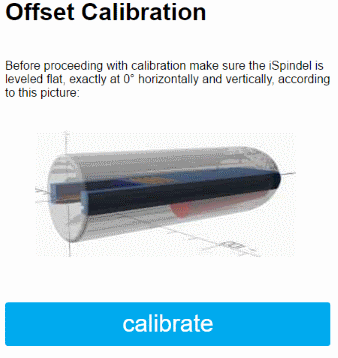 Offset Calibration
Before proceeding with calibration make sure the iSpindel is
leveled flat, exactly at 0° horizontally and vertically, according
to this picture:
calibrate